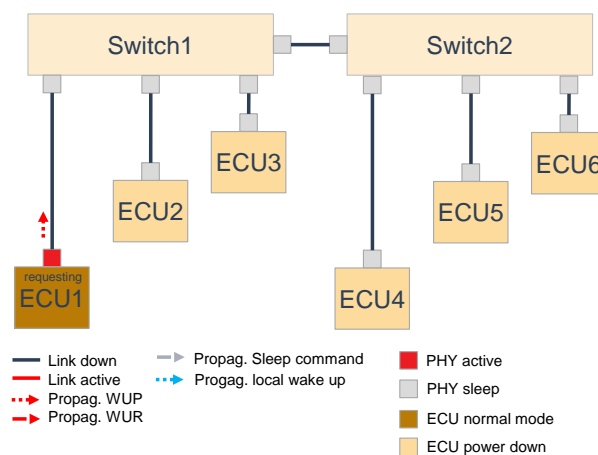 Switch1
Switch2
ECU3
ECU6
ECU2
ECU5
requesting
ECU1
ECU4
Link down
Link active
Propag. WUP
Propag. WUR
Propag. Sleep command
Progag. local wake up
PHY active
PHY sleep
ECU normal mode
ECU power down